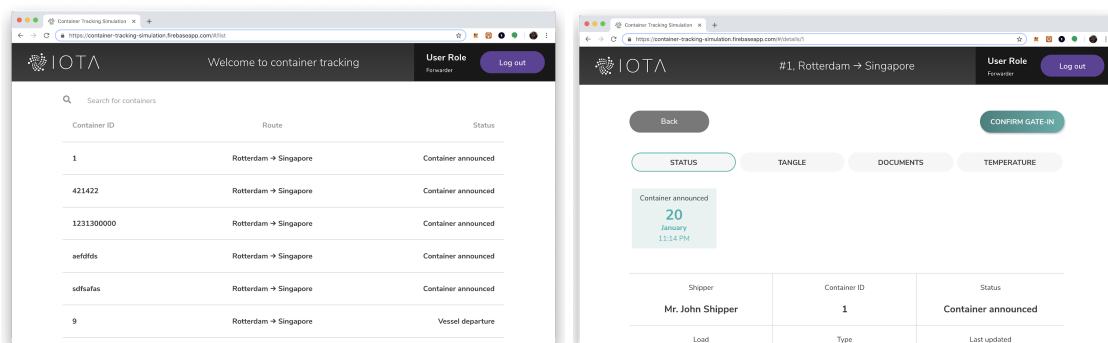 Container Tracking Simulation
https://container-tracking-simulation.firebaseapp.com/#/list
IOTA
Welcome to container tracking
User Role
Forwarder
Log out
Search for containers
Container ID Route Status
1 Rotterdam → Singapore Container announced
421422 Rotterdam → Singapore Container announced
1231300000 Rotterdam → Singapore Container announced
aefdfds Rotterdam → Singapore Container announced
sdfsafas Rotterdam → Singapore Container announced
9 Rotterdam → Singapore Vessel departure
Container Tracking Simulation
https://container-tracking-simulation.firebaseapp.com/#/details/1
IOTA
#1, Rotterdam → Singapore
User Role
Forwarder
Log out
Back
CONFIRM GATE-IN
STATUS TANGLE DOCUMENTS TEMPERATURE
Container announced
20
January
11:14 PM
Shipper Container ID Status
Mr. John Shipper 1 Container announced
Load Type Last updated